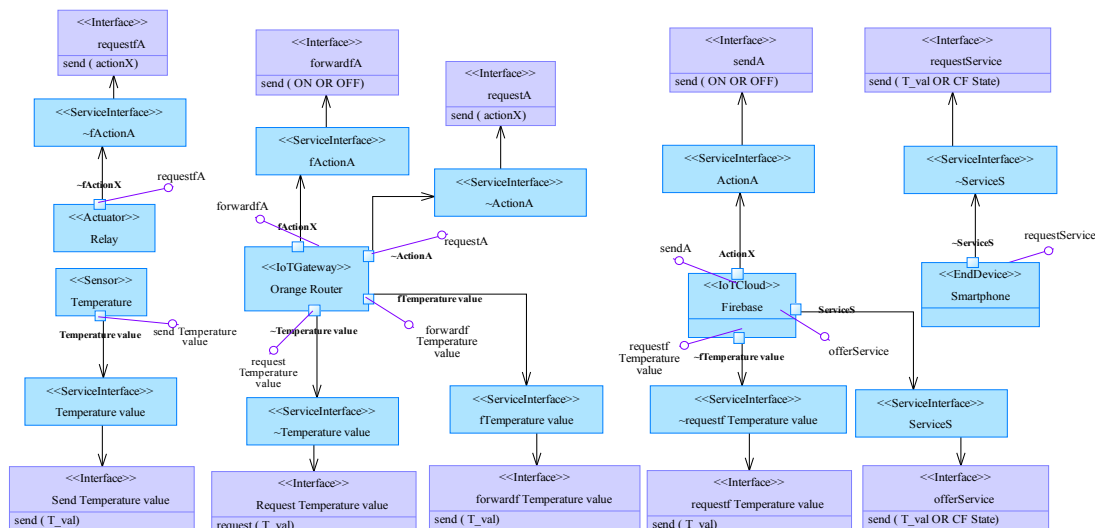 <<Interface>>
requestfA
send ( actionX)
<<ServiceInterface>>
~fActionA
~fActionX
requestfA
<<Actuator>>
Relay
<<Sensor>>
Temperature
Temperature value
send Temperature
value
<<ServiceInterface>>
Temperature value
<<Interface>>
Send Temperature value
send ( T_val)
<<Interface>>
forwardfA
send ( ON OR OFF)
<<Interface>>
requestA
send ( actionX)
<<ServiceInterface>>
fActionA
<<ServiceInterface>>
~ActionA
forwardfA
fActionX
requestA
~ActionA
<<IoTGateway>>
Orange Router
fTemperature value
~Temperature value
forwardf
Temperature
value
request
Temperature
value
<<ServiceInterface>>
~Temperature value
<<ServiceInterface>>
fTemperature value
<<Interface>>
Request Temperature value
request ( T_val)
<<Interface>>
forwardf Temperature value
send ( T_val)
<<Interface>>
sendA
send ( ON OR OFF)
<<Interface>>
requestService
send ( T_val OR CF State)
<<ServiceInterface>>
ActionA
<<ServiceInterface>>
~ServiceS
sendA
ActionX
~ServiceS
requestService
<<IoTCloud>>
Firebase
<<EndDevice>>
Smartphone
ServiceS
requestf
Temperature
value
~fTemperature value
offerService
<<ServiceInterface>>
~requestf Temperature value
<<ServiceInterface>>
ServiceS
<<Interface>>
requestf Temperature value
send ( T_val)
<<Interface>>
offerService
send ( T_val OR CF State)